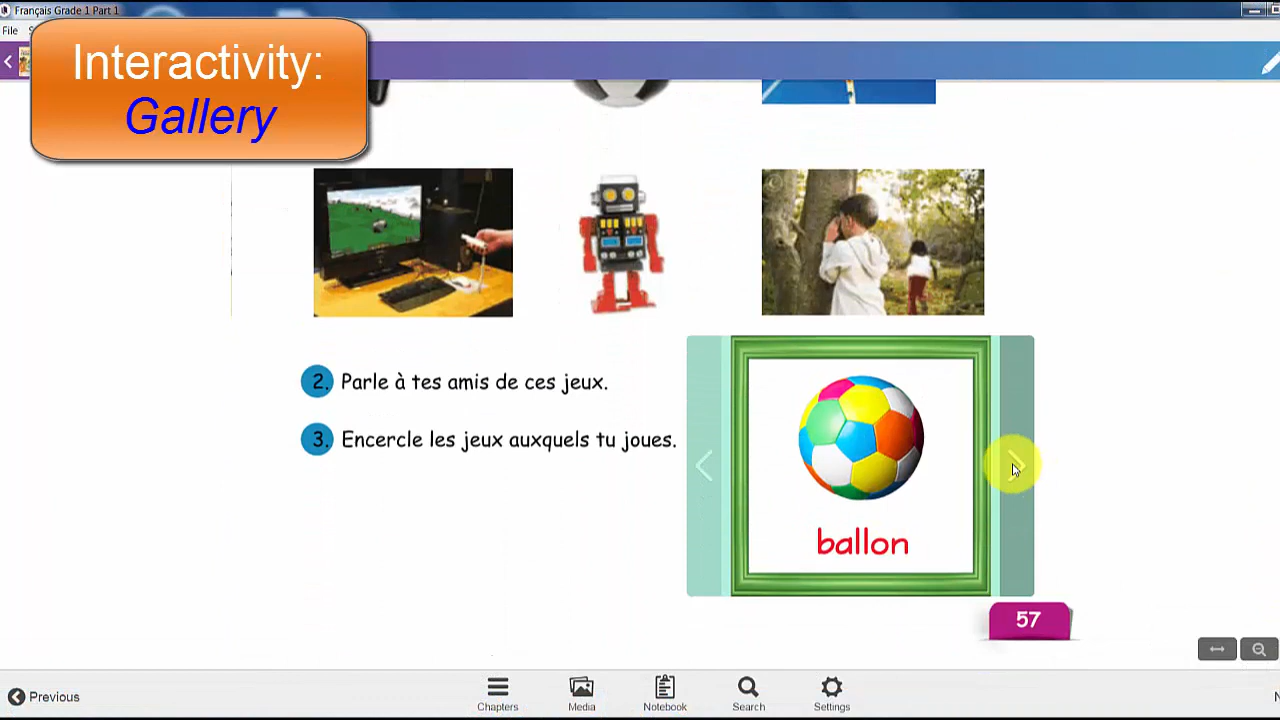 Français Grade 1 Part 1
File
Interactivity:
Gallery
2. Parle à tes amis de ces jeux.
3. Encercle les jeux auxquels tu joues.
ballon
57
Previous
Chapters
Media
Notebook
Search
Settings